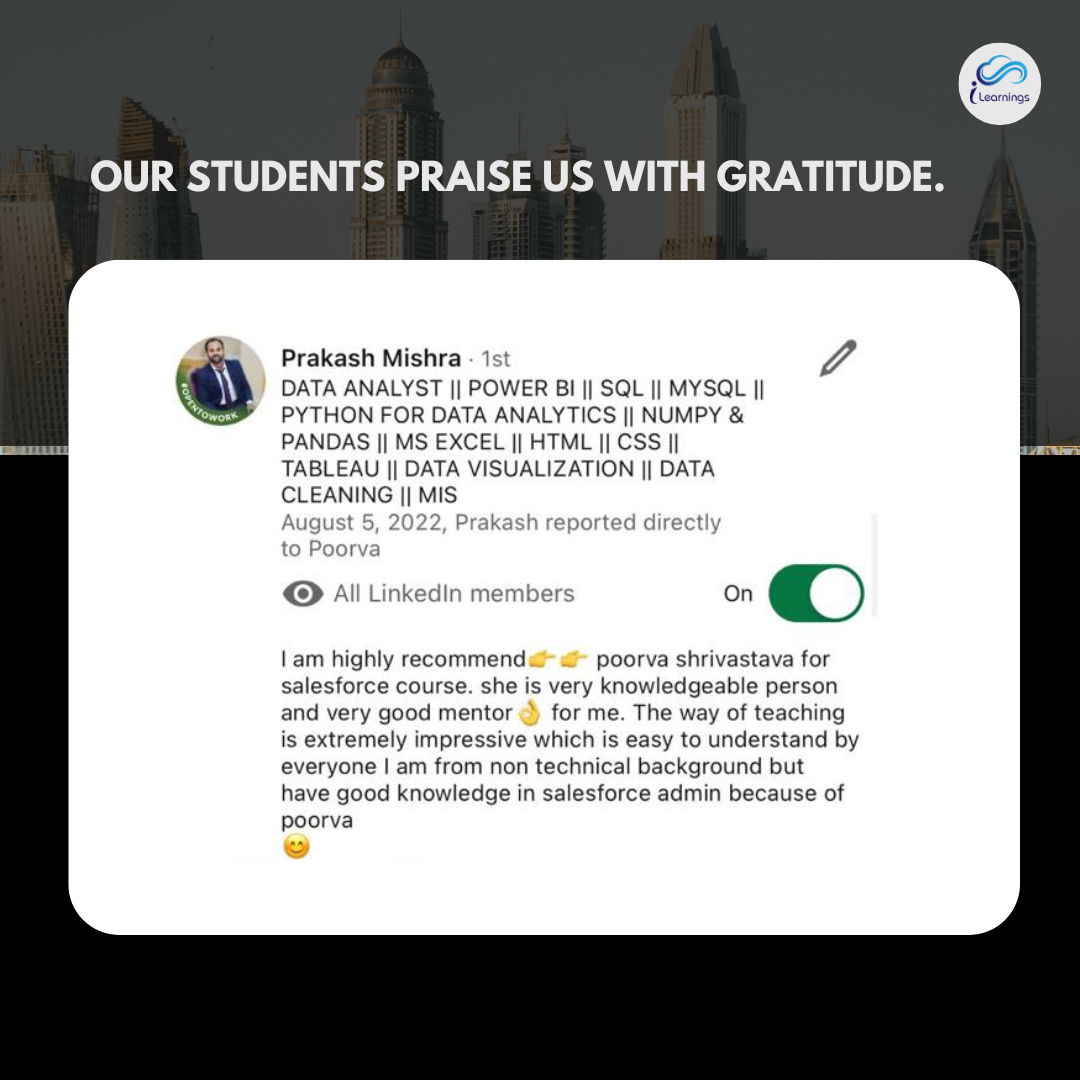 i Learnings
OUR STUDENTS PRAISE US WITH GRATITUDE.
Prakash Mishra · 1st
DATA ANALYST || POWER BI || SQL || MYSQL ||
PYTHON FOR DATA ANALYTICS || NUMPY &
PANDAS || MS EXCEL || HTML || CSS ||
TABLEAU || DATA VISUALIZATION || DATA
CLEANING || MIS
August 5, 2022, Prakash reported directly
to Poorva
#OPENTOWORK
All LinkedIn members
On
I am highly recommend👉👉 poorva shrivastava for
salesforce course. she is very knowledgeable person
and very good mentor👌 for me. The way of teaching
is extremely impressive which is easy to understand by
everyone I am from non technical background but
have good knowledge in salesforce admin because of
poorva
😊